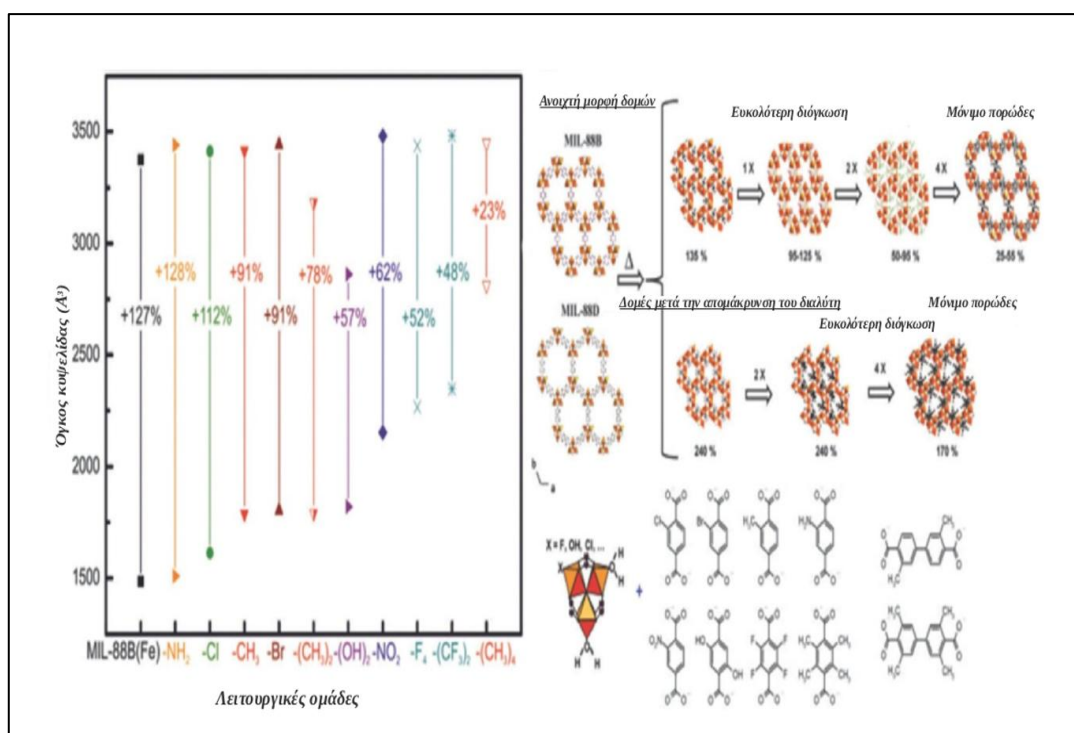 3500
3000
2500
2000
1500
Όγκος κυψελίδας (Å³)
+127%
+128%
+112%
+91%
+91%
+78%
+57%
+62%
+52%
+48%
+23%
MIL-88B(Fe) -NH₂ -Cl -CH₃ -Br -(CH₃)₂ -(OH)₂ -NO₂ -F₄ -(CF₃)₂ -(CH₃)₄
Λειτουργικές ομάδες
Ανοιχτή μορφή δομών
MIL-88B
Ευκολότερη διόγκωση
Μόνιμο πορώδες
1 X
2 X
4 X
135 %
95-125 %
50-95 %
25-55 %
Δ
Δομές μετά την απομάκρυνση του διαλύτη
MIL-88D
Μόνιμο πορώδες
Ευκολότερη διόγκωση
2 X
4 X
240 %
240 %
170 %
b
a
X = F, OH, Cl, ...
+